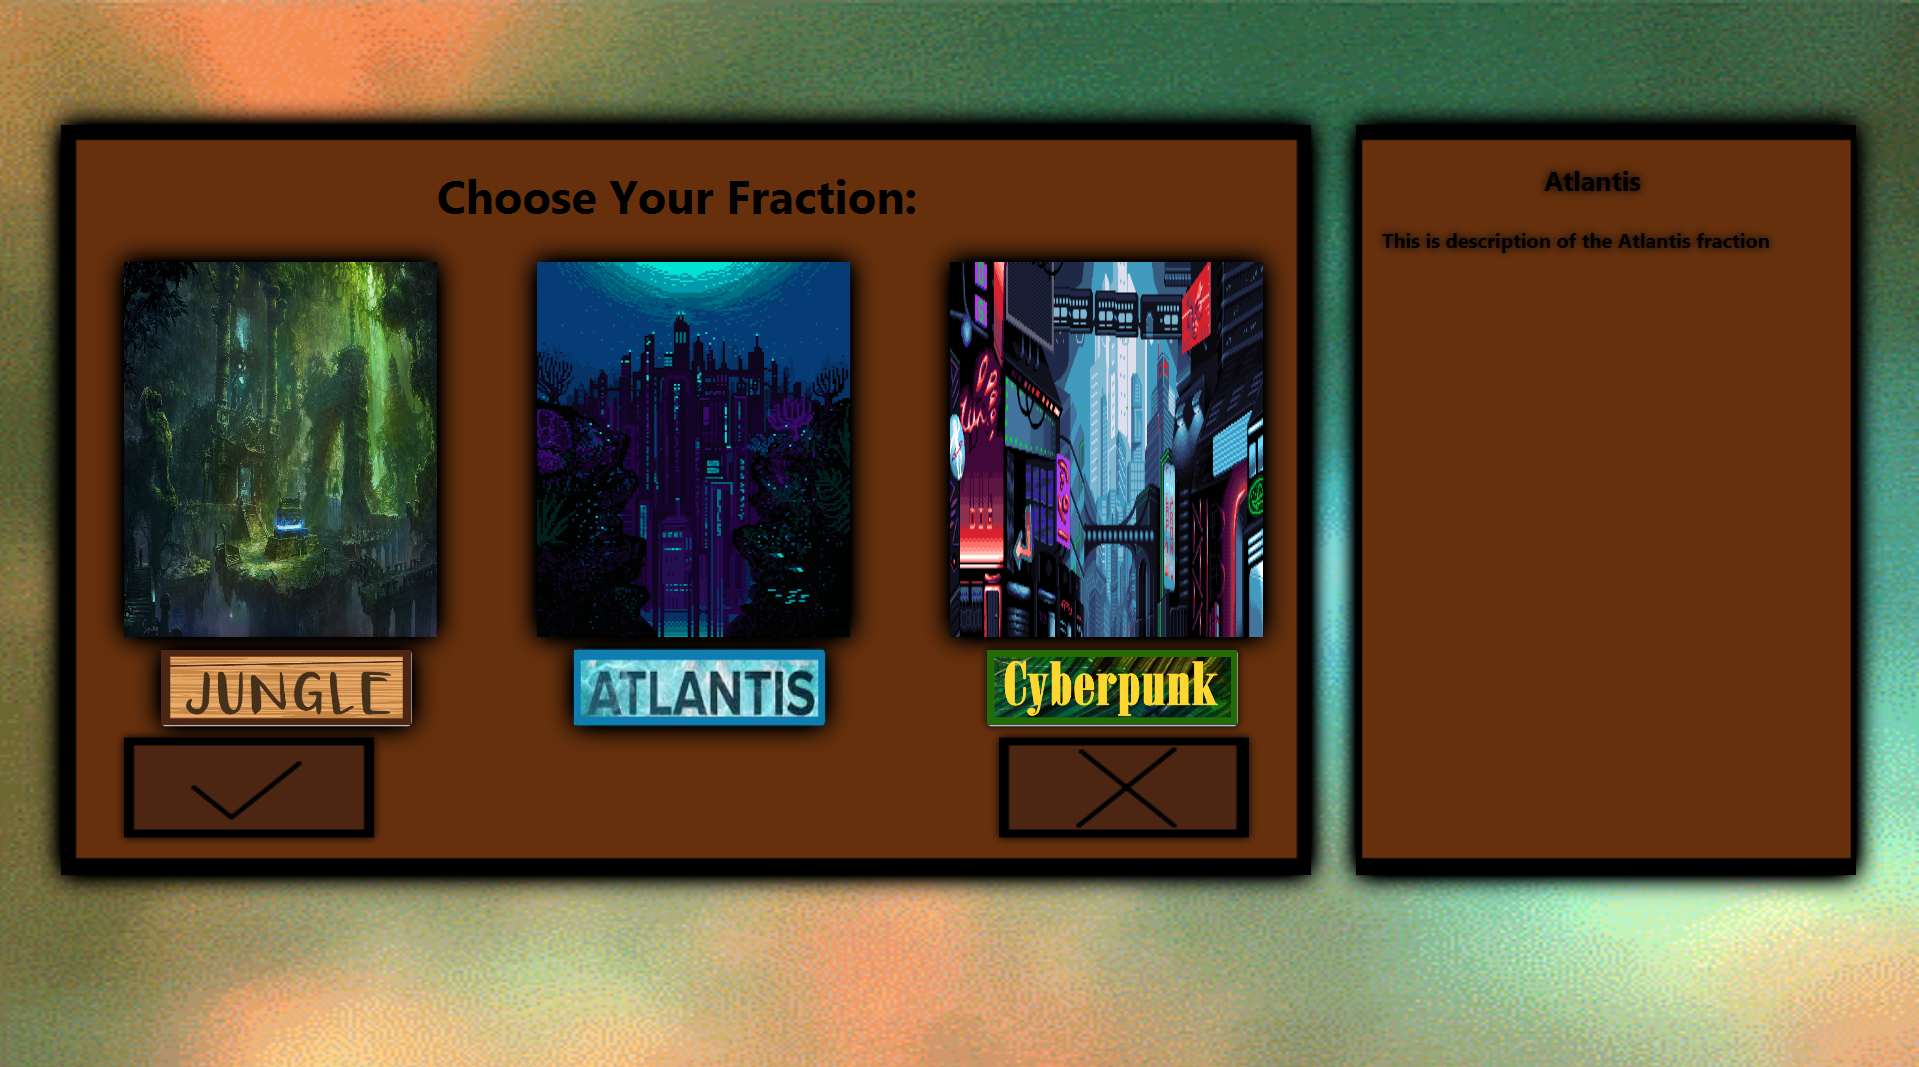 Choose Your Fraction:
JUNGLE
ATLANTIS
Cyberpunk
Atlantis
This is description of the Atlantis fraction